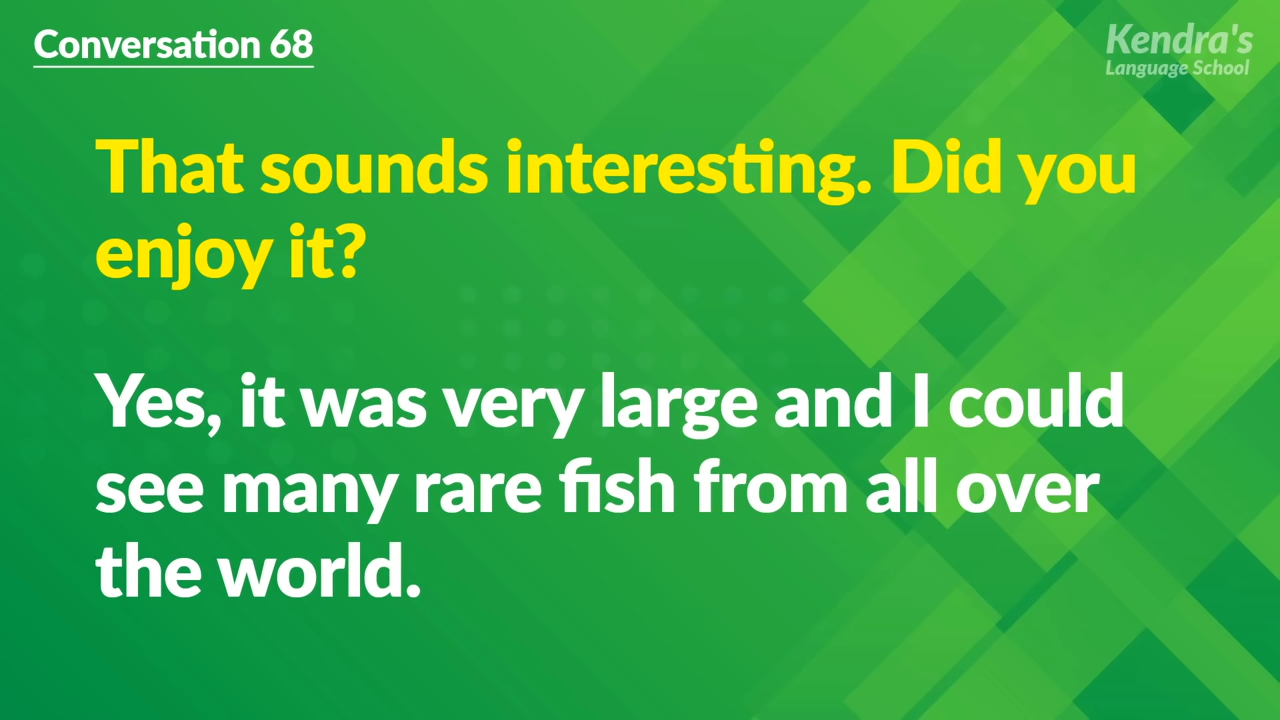 Conversation 68
Kendra's
Language School
That sounds interesting. Did you
enjoy it?
Yes, it was very large and I could
see many rare fish from all over
the world.